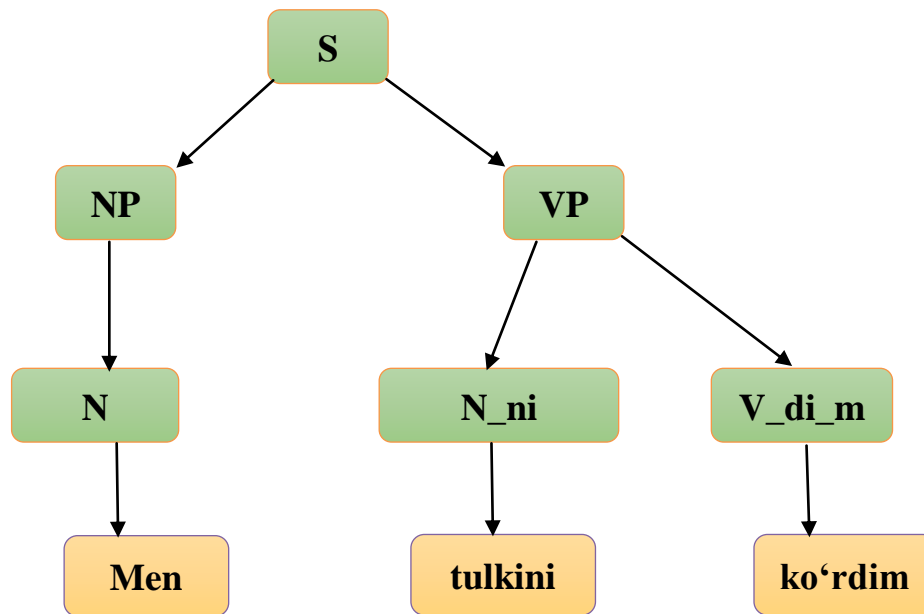 S
NP
VP
N
N_ni
V_di_m
Men
tulkini
ko‘rdim